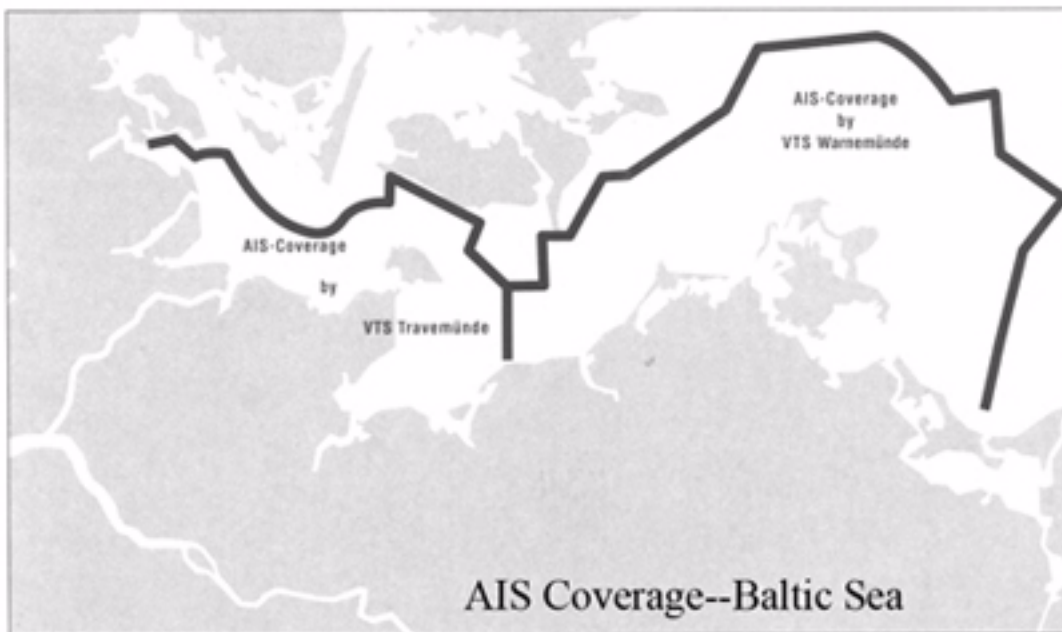 AIS-Coverage
by
VTS Warnemünde
AIS-Coverage
by
VTS Travemünde
AIS Coverage--Baltic Sea